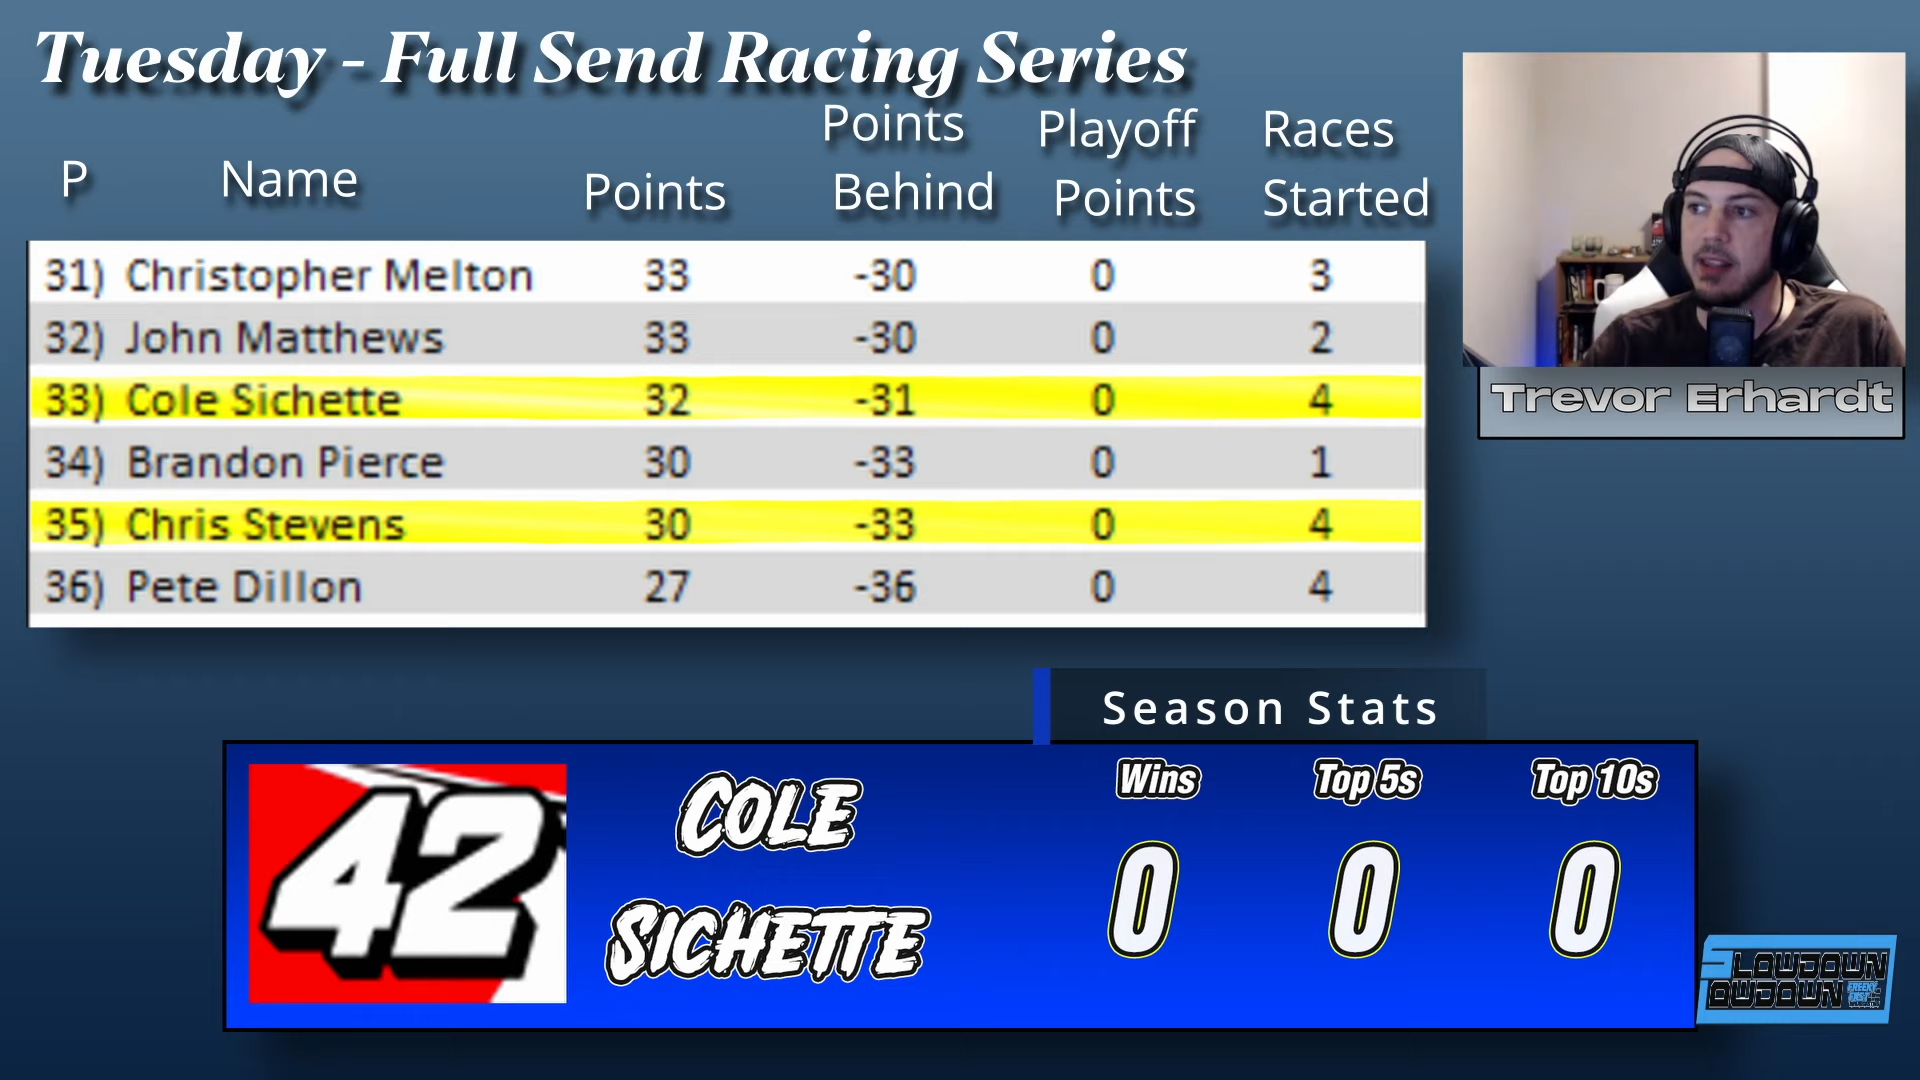 Tuesday - Full Send Racing Series
P Name Points Points Behind Playoff Points Races Started
31) Christopher Melton 33 -30 0 3
32) John Matthews 33 -30 0 2
33) Cole Sichette 32 -31 0 4
34) Brandon Pierce 30 -33 0 1
35) Chris Stevens 30 -33 0 4
36) Pete Dillon 27 -36 0 4
Trevor Erhardt
Season Stats
42
Cole
Sichette
Wins Top 5s Top 10s
0 0 0
SLOWDOWN
LOWDOWN